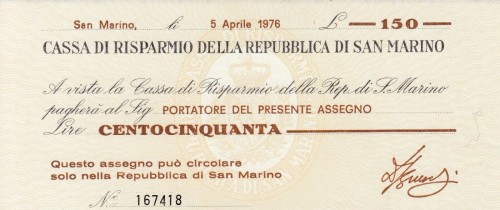 San Marino, li 5 Aprile 1976 £ 150
CASSA DI RISPARMIO DELLA REPUBBLICA DI SAN MARINO
A vista la Cassa di Risparmio della Rep. di S. Marino
pagherà al Sig. PORTATORE DEL PRESENTE ASSEGNO
Lire CENTOCINQUANTA
Questo assegno può circolare
solo nella Repubblica di San Marino
N° 167418